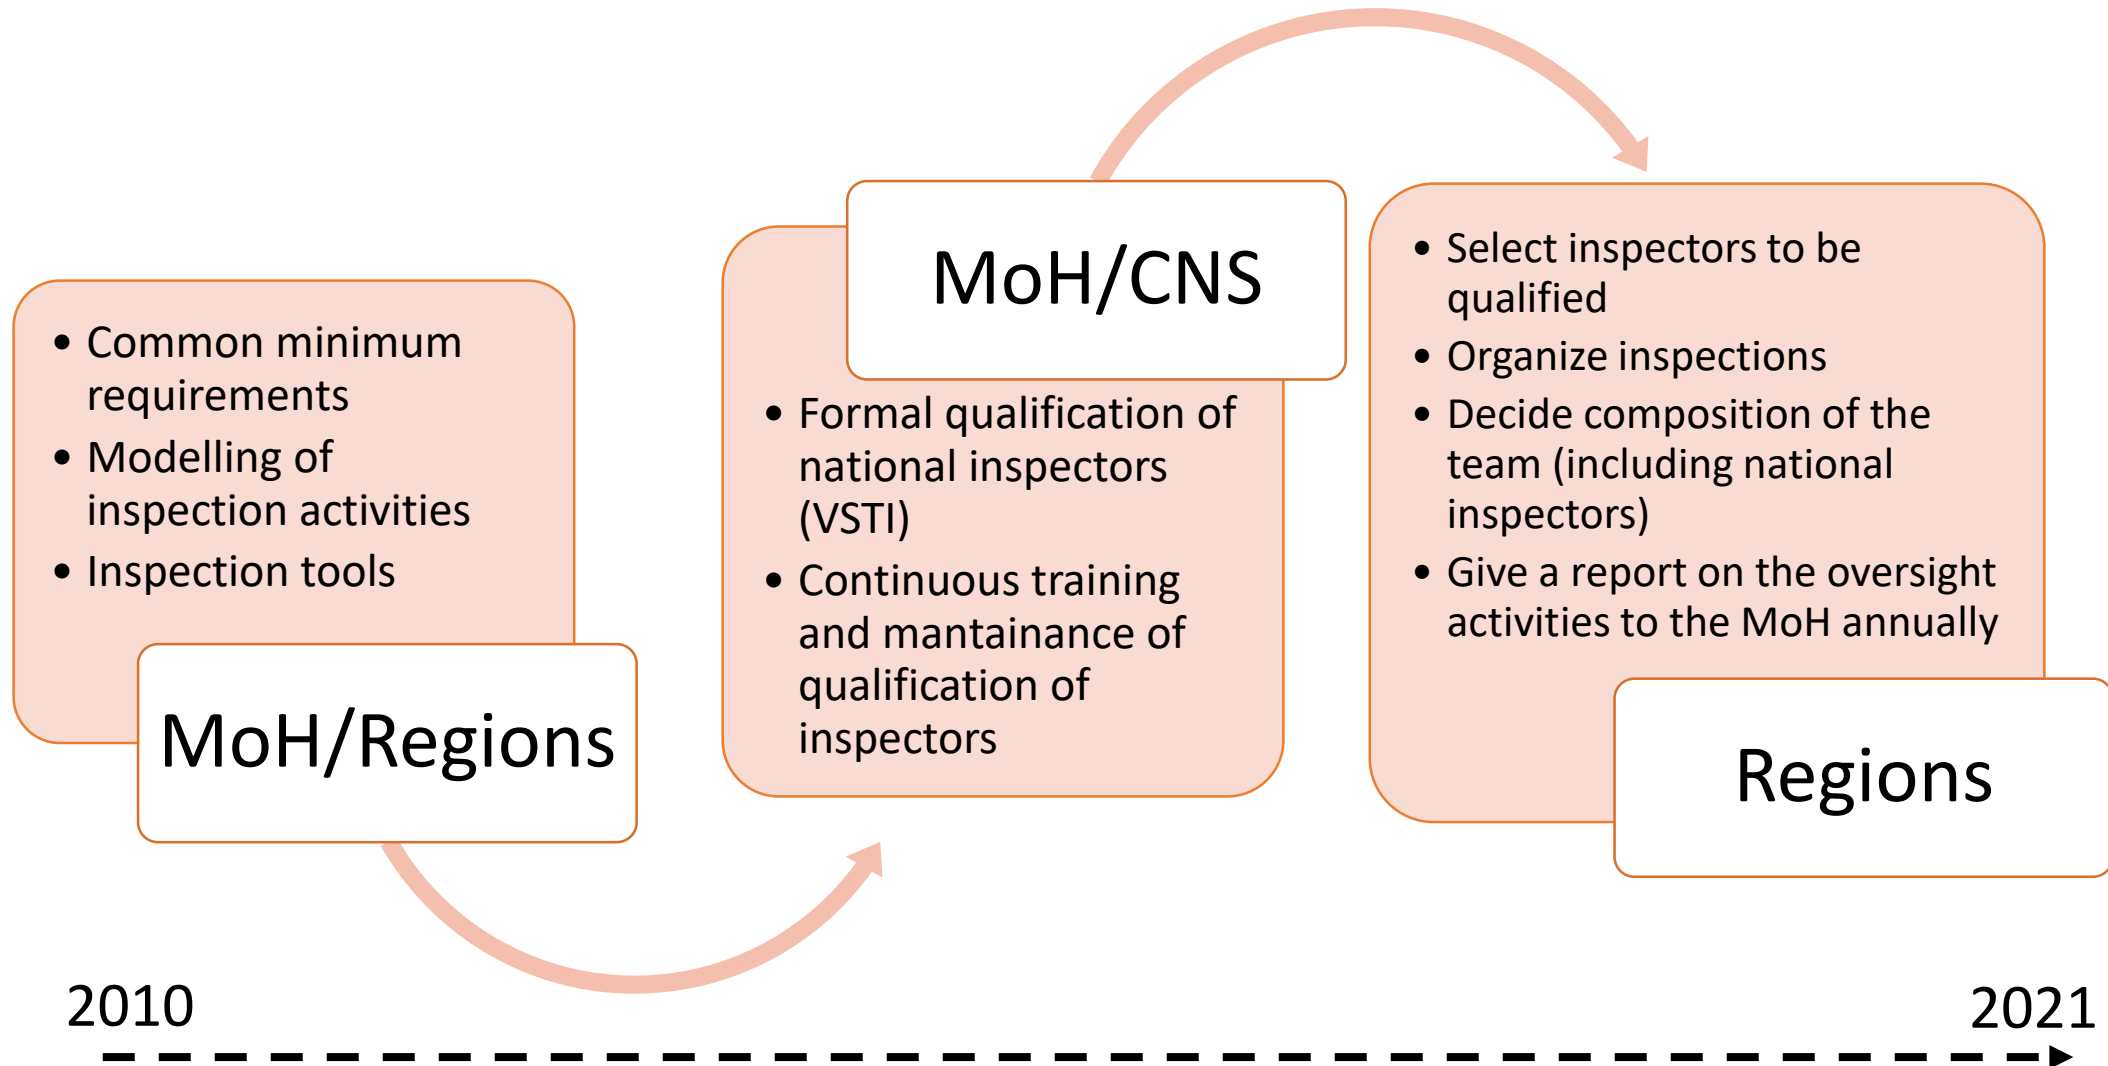 • Common minimum
requirements
• Modelling of
inspection activities
• Inspection tools
MoH/Regions
MoH/CNS
• Formal qualification of
national inspectors
(VSTI)
• Continuous training
and mantainance of
qualification of
inspectors
• Select inspectors to be
qualified
• Organize inspections
• Decide composition of the
team (including national
inspectors)
• Give a report on the oversight
activities to the MoH annually
Regions
2010
2021